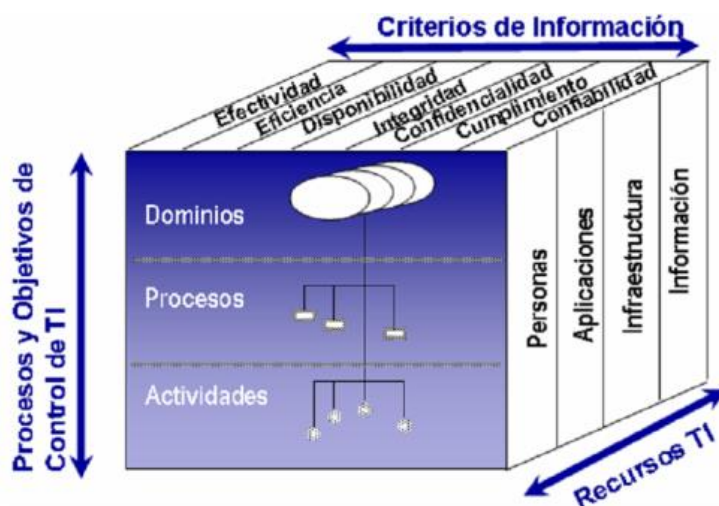 Criterios de Información
Efectividad
Eficiencia
Disponibilidad
Integridad
Confidencialidad
Cumplimiento
Confiabilidad
Procesos y Objetivos de
Control de TI
Dominios
Procesos
Actividades
Personas
Aplicaciones
Infraestructura
Información
Recursos TI